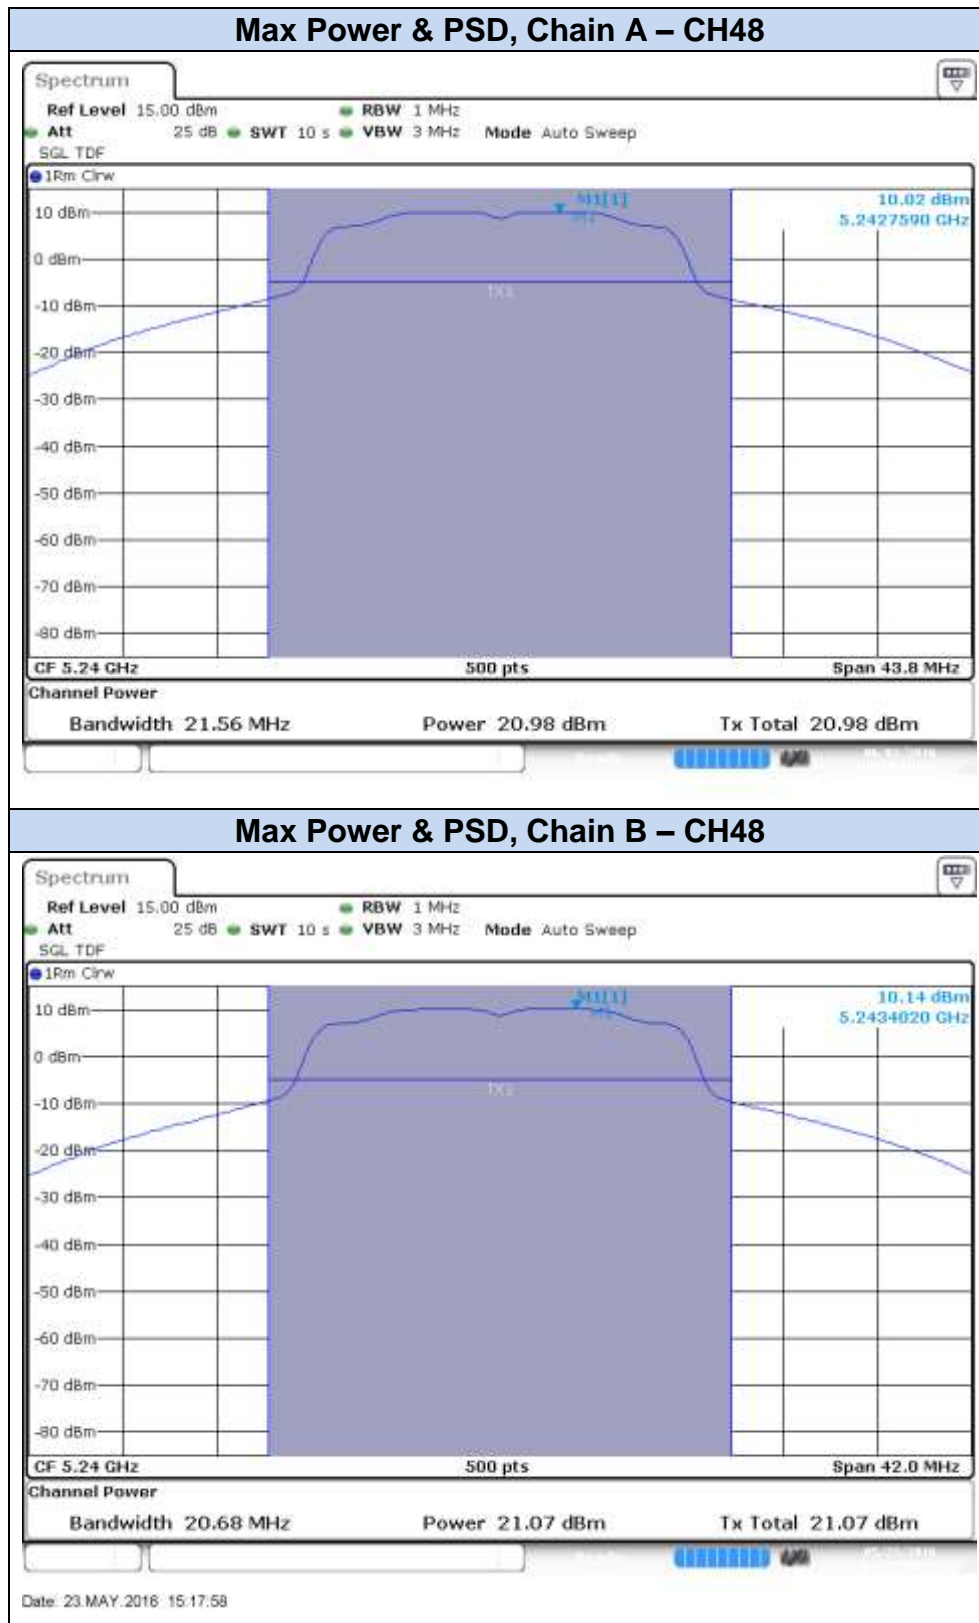 Max Power & PSD, Chain A – CH48
Spectrum
Ref Level 15.00 dBm RBW 1 MHz
Att 25 dB SWT 10 s VBW 3 MHz Mode Auto Sweep
SGL TDF
1Rm Clrw
M1[1] 10.02 dBm
5.2427590 GHz
10 dBm
0 dBm
TX1
-10 dBm
-20 dBm
-30 dBm
-40 dBm
-50 dBm
-60 dBm
-70 dBm
-80 dBm
CF 5.24 GHz 500 pts Span 43.8 MHz
Channel Power
Bandwidth 21.56 MHz Power 20.98 dBm Tx Total 20.98 dBm
Max Power & PSD, Chain B – CH48
Spectrum
Ref Level 15.00 dBm RBW 1 MHz
Att 25 dB SWT 10 s VBW 3 MHz Mode Auto Sweep
SGL TDF
1Rm Clrw
M1[1] 10.14 dBm
5.2434020 GHz
10 dBm
0 dBm
TX1
-10 dBm
-20 dBm
-30 dBm
-40 dBm
-50 dBm
-60 dBm
-70 dBm
-80 dBm
CF 5.24 GHz 500 pts Span 42.0 MHz
Channel Power
Bandwidth 20.68 MHz Power 21.07 dBm Tx Total 21.07 dBm
Date: 23.MAY.2016 15:17:58